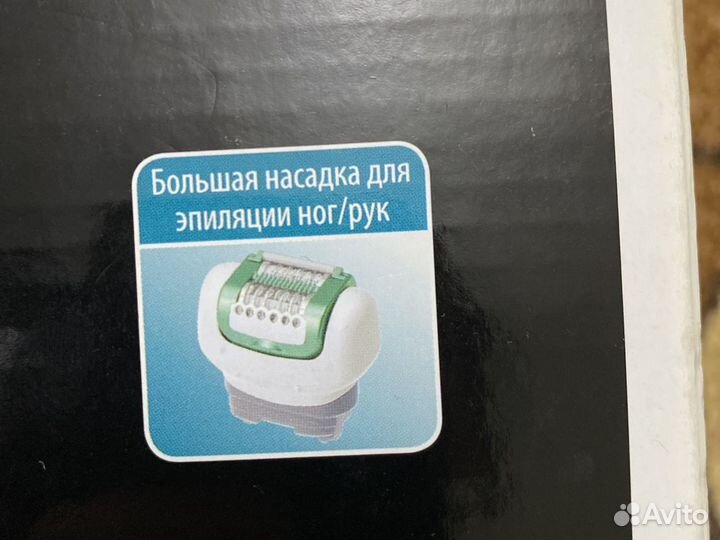 Большая насадка для
эпиляции ног/рук
Avito